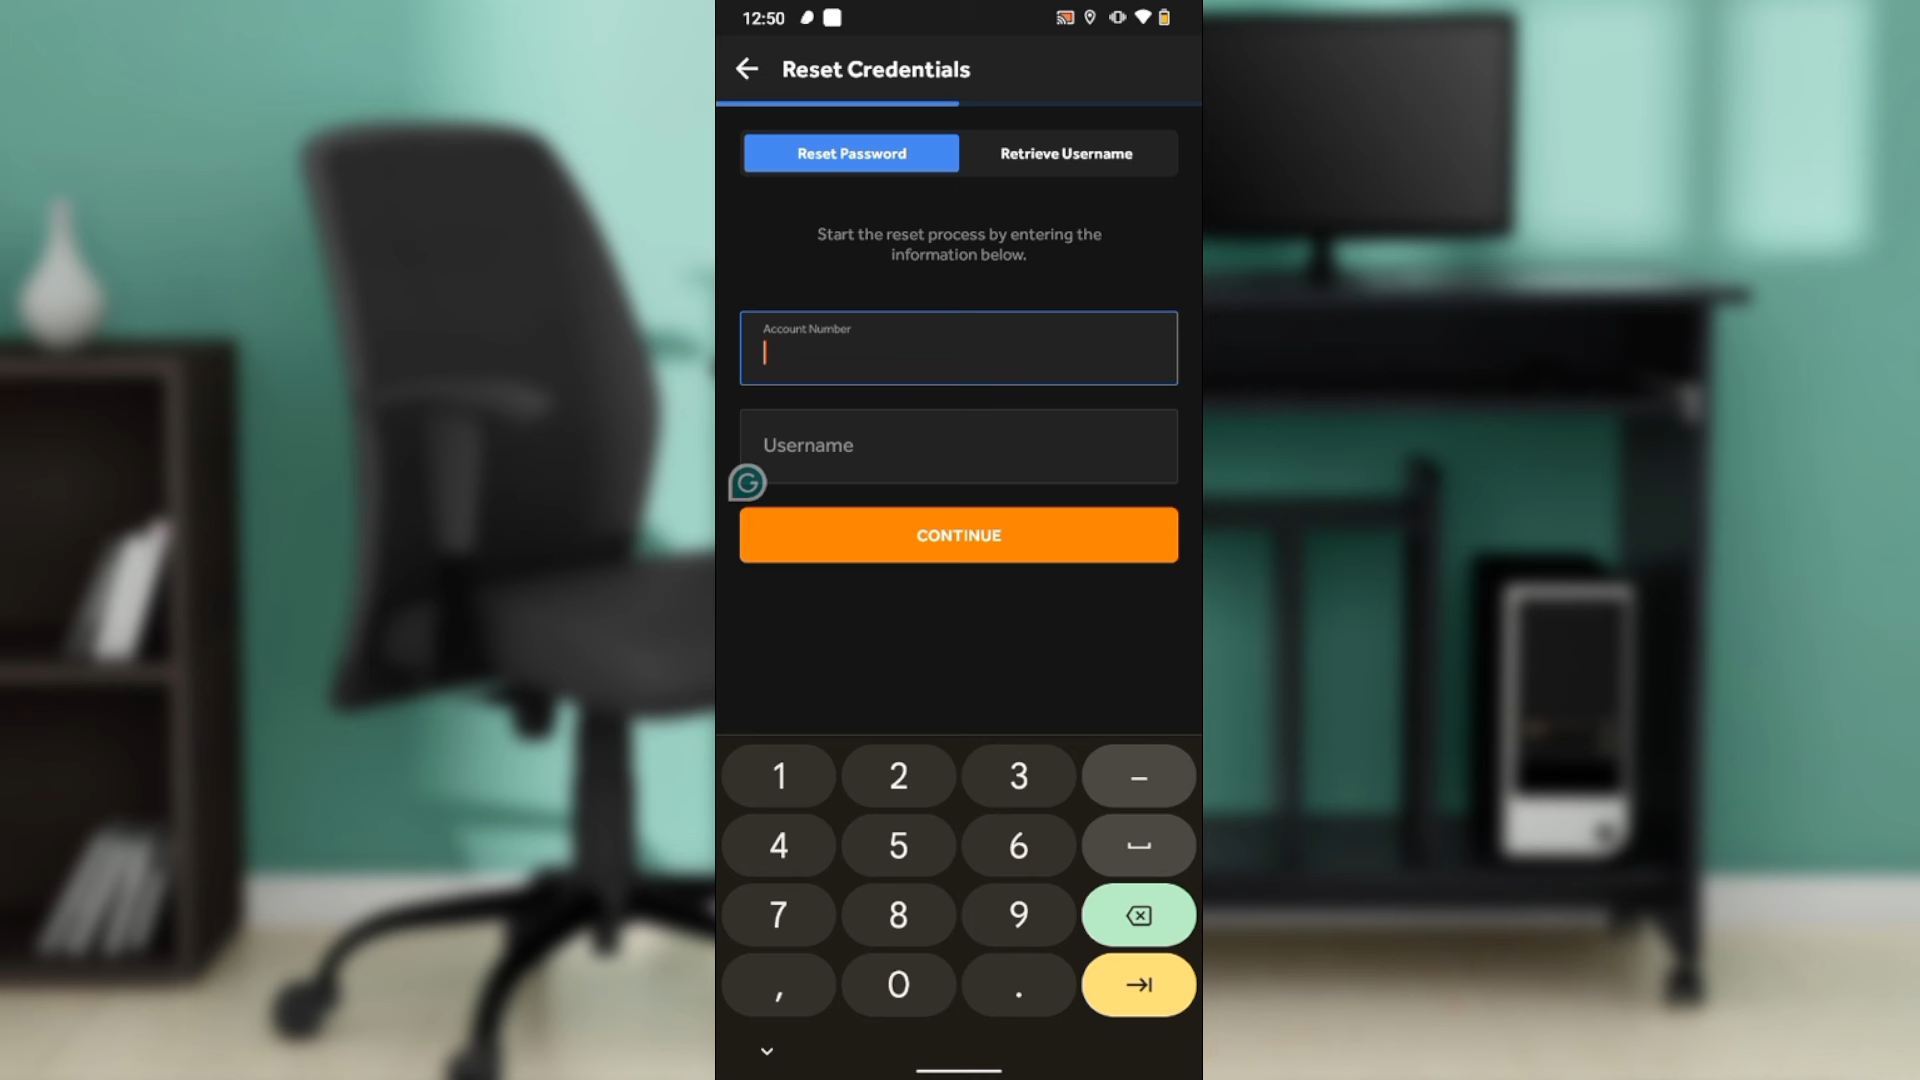 12:50
Reset Credentials
Reset Password
Retrieve Username
Start the reset process by entering the
information below.
Account Number
Username
CONTINUE
1 2 3 –
4 5 6
7 8 9
, 0 .